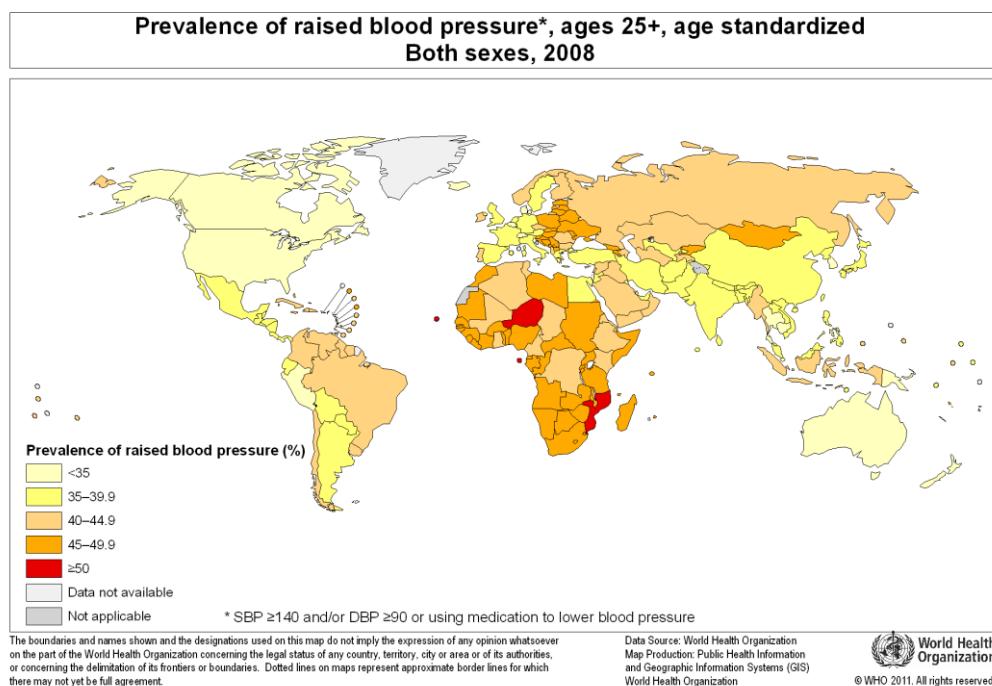 Prevalence of raised blood pressure*, ages 25+, age standardized
Both sexes, 2008
Prevalence of raised blood pressure (%)
<35
35–39.9
40–44.9
45–49.9
≥50
Data not available
Not applicable
* SBP ≥140 and/or DBP ≥90 or using medication to lower blood pressure
The boundaries and names shown and the designations used on this map do not imply the expression of any opinion whatsoever
on the part of the World Health Organization concerning the legal status of any country, territory, city or area or of its authorities,
or concerning the delimitation of its frontiers or boundaries. Dotted lines on maps represent approximate border lines for which
there may not yet be full agreement.
Data Source: World Health Organization
Map Production: Public Health Information
and Geographic Information Systems (GIS)
World Health Organization
World Health
Organization
© WHO 2011. All rights reserved